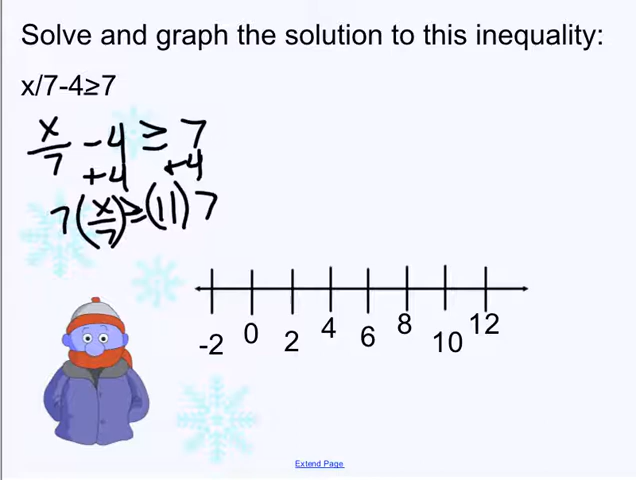 Solve and graph the solution to this inequality:
x/7-4≥7
x/7 -4 ≥ 7
+4 +4
7(x/7)≥(11)7
-2 0 2 4 6 8 10 12
Extend Page